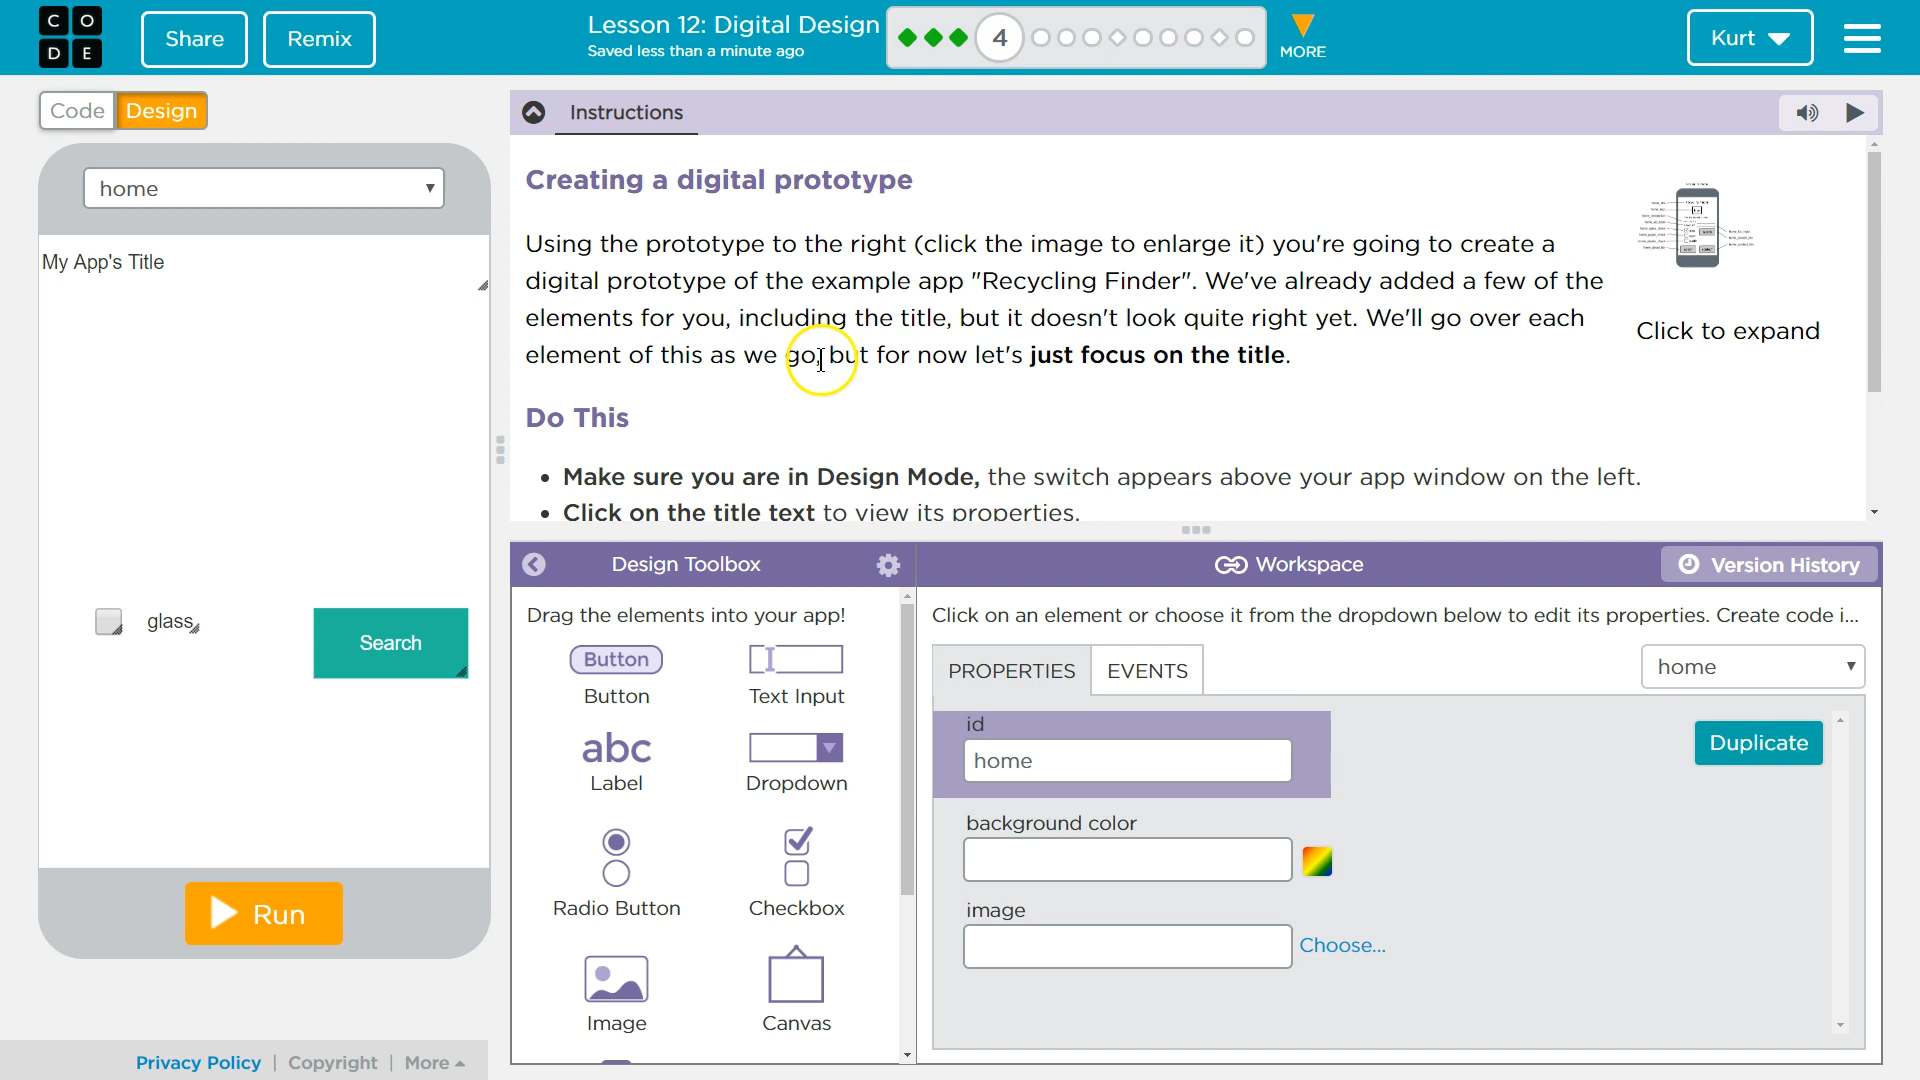 C O
D E
Share
Remix
Lesson 12: Digital Design
Saved less than a minute ago
4
MORE
Kurt
Code
Design
Instructions
home
My App's Title
glass
Search
Run
Creating a digital prototype
Using the prototype to the right (click the image to enlarge it) you're going to create a
digital prototype of the example app "Recycling Finder". We've already added a few of the
elements for you, including the title, but it doesn't look quite right yet. We'll go over each
element of this as we go, but for now let's just focus on the title.
Click to expand
Do This
Make sure you are in Design Mode, the switch appears above your app window on the left.
Click on the title text to view its properties.
Design Toolbox
Workspace
Version History
Drag the elements into your app!
Button
Button
Text Input
abc
Label
Dropdown
Radio Button
Checkbox
Image
Canvas
Click on an element or choose it from the dropdown below to edit its properties. Create code i...
PROPERTIES
EVENTS
home
id
home
Duplicate
background color
image
Choose...
Privacy Policy | Copyright | More